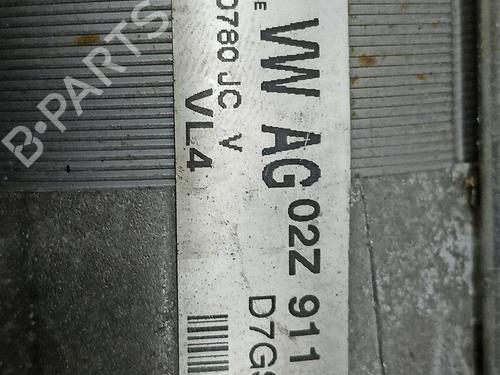 E
VW AG 02Z 911
0780 JC V
VL4
D7G
B-PARTS